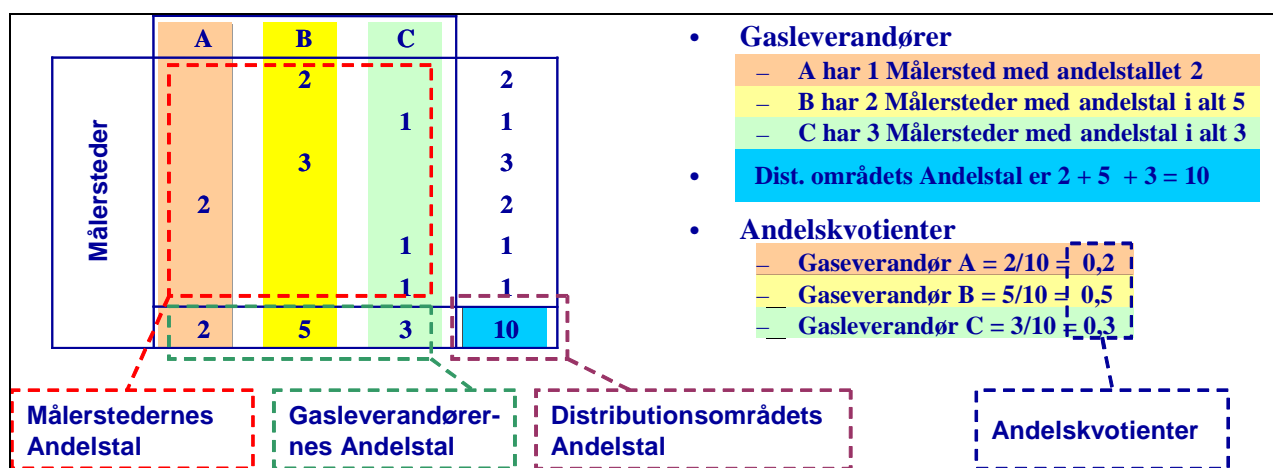 A B C
Målersteder
2 2
1 1
3 3
2 2
1 1
1 1
2 5 3 10
Målerstedernes
Andelstal
Gasleverandører-
nes Andelstal
Distributionsområdets
Andelstal
• Gasleverandører
– A har 1 Målersted med andelstallet 2
– B har 2 Målersteder med andelstal i alt 5
– C har 3 Målersteder med andelstal i alt 3
• Dist. områdets Andelstal er 2 + 5 + 3 = 10
• Andelskvotienter
– Gaseverandør A = 2/10 = 0,2
– Gaseverandør B = 5/10 = 0,5
– Gasleverandør C = 3/10 = 0,3
Andelskvotienter